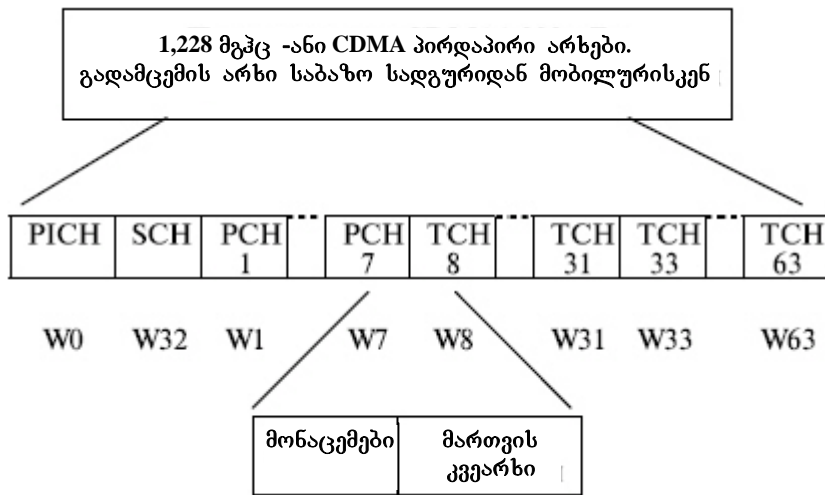 1,228 მგჰც -ანი CDMA პირდაპირი არხები.
გადამცემის არხი საბაზო სადგურიდან მობილურისკენ
PICH SCH PCH PCH TCH TCH TCH TCH
1 7 8 31 33 63
W0 W32 W1 W7 W8 W31 W33 W63
მონაცემები მართვის
კვეარხი